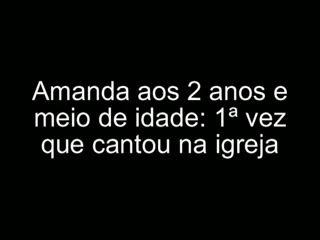 Amanda aos 2 anos e
meio de idade: 1ª vez
que cantou na igreja